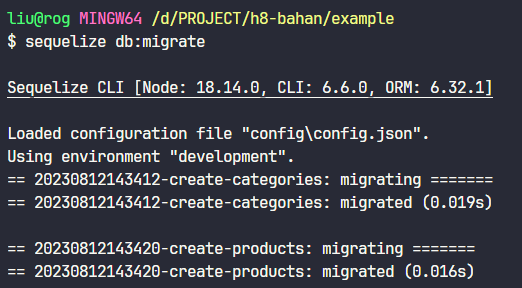 liu@rog MINGW64 /d/PROJECT/h8-bahan/example
$ sequelize db:migrate
Sequelize CLI [Node: 18.14.0, CLI: 6.6.0, ORM: 6.32.1]
Loaded configuration file "config\config.json".
Using environment "development".
== 20230812143412-create-categories: migrating =======
== 20230812143412-create-categories: migrated (0.019s)
== 20230812143420-create-products: migrating =======
== 20230812143420-create-products: migrated (0.016s)